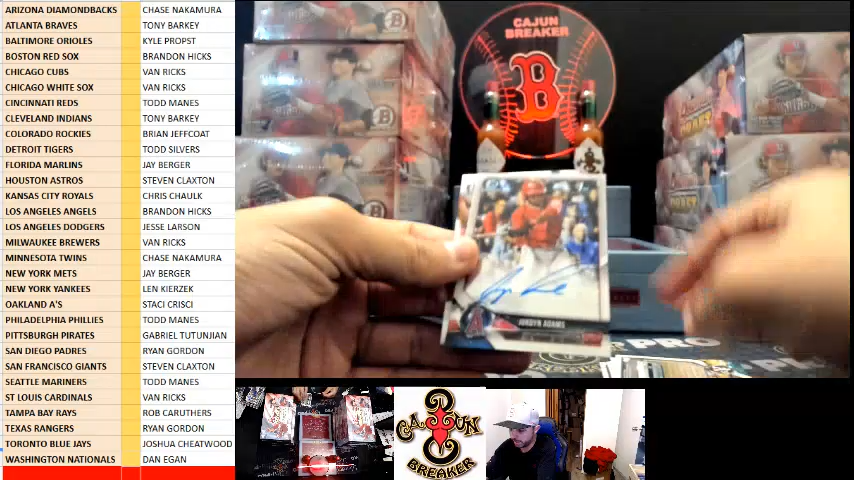 ARIZONA DIAMONDBACKS CHASE NAKAMURA
ATLANTA BRAVES TONY BARKEY
BALTIMORE ORIOLES KYLE PROPST
BOSTON RED SOX BRANDON HICKS
CHICAGO CUBS VAN RICKS
CHICAGO WHITE SOX VAN RICKS
CINCINNATI REDS TODD MANES
CLEVELAND INDIANS TONY BARKEY
COLORADO ROCKIES BRIAN JEFFCOAT
DETROIT TIGERS TODD SILVERS
FLORIDA MARLINS JAY BERGER
HOUSTON ASTROS STEVEN CLAXTON
KANSAS CITY ROYALS CHRIS CHAULK
LOS ANGELES ANGELS BRANDON HICKS
LOS ANGELES DODGERS JESSE LARSON
MILWAUKEE BREWERS VAN RICKS
MINNESOTA TWINS CHASE NAKAMURA
NEW YORK METS JAY BERGER
NEW YORK YANKEES LEN KIERZEK
OAKLAND A'S STACI CRISCI
PHILADELPHIA PHILLIES TODD MANES
PITTSBURGH PIRATES GABRIEL TUTUNJIAN
SAN DIEGO PADRES RYAN GORDON
SAN FRANCISCO GIANTS STEVEN CLAXTON
SEATTLE MARINERS TODD MANES
ST LOUIS CARDINALS VAN RICKS
TAMPA BAY RAYS ROB CARUTHERS
TEXAS RANGERS RYAN GORDON
TORONTO BLUE JAYS JOSHUA CHEATWOOD
WASHINGTON NATIONALS DAN EGAN
CAJUN
BREAKER
B
JORDYN ADAMS
PRO
CAJUN
BREAKER